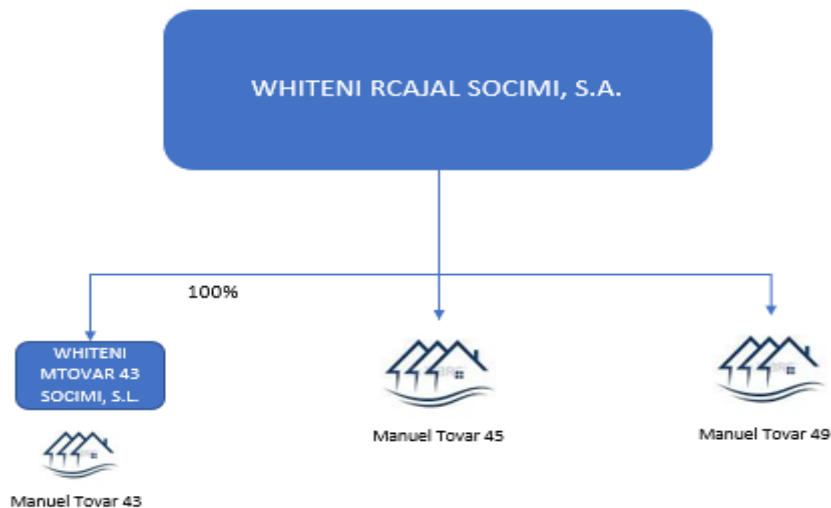 WHITENI RCAJAL SOCIMI, S.A.
100%
WHITENI
MTOVAR 43
SOCIMI, S.L.
Manuel Tovar 45
Manuel Tovar 49
Manuel Tovar 43